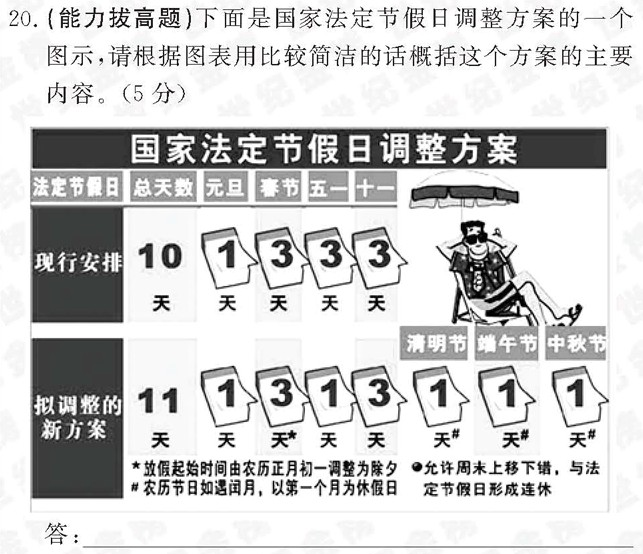 20. (能力拔高题)下面是国家法定节假日调整方案的一个
图示,请根据图表用比较简洁的话概括这个方案的主要
内容。(5 分)
国家法定节假日调整方案
法定节假日 总天数 元旦 春节 五一 十一
现行安排 10 1 3 3 3
天 天 天 天 天
清明节 端午节 中秋节
拟调整的
新方案
11 1 3 1 3 1 1 1
天 天 天* 天 天 天# 天# 天#
*放假起始时间由农历正月初一调整为除夕
#农历节日如遇闰月,以第一个月为休假日
●允许周末上移下错,与法
定节假日形成连休
答: